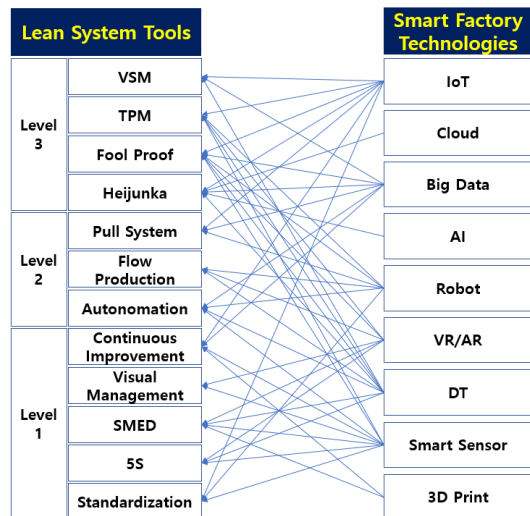 Lean System Tools
Smart Factory
Technologies
Level
3
VSM
TPM
Fool Proof
Heijunka
Level
2
Pull System
Flow
Production
Autonomation
Level
1
Continuous
Improvement
Visual
Management
SMED
5S
Standardization
IoT
Cloud
Big Data
AI
Robot
VR/AR
DT
Smart Sensor
3D Print